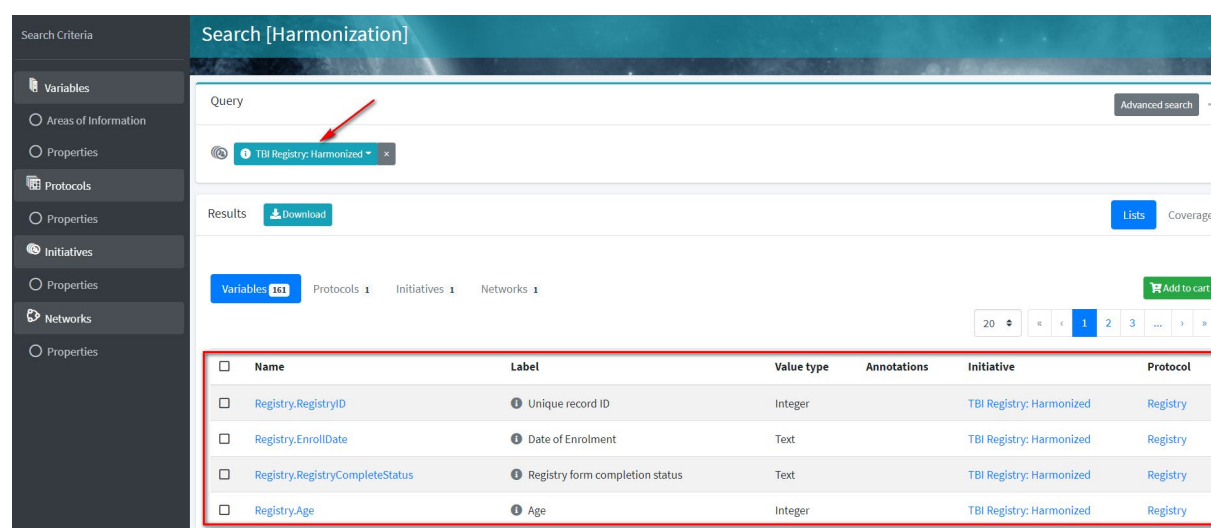 Search Criteria
Variables
Areas of Information
Properties
Protocols
Properties
Initiatives
Properties
Networks
Properties
Search [Harmonization]
Query
Advanced search
TBI Registry: Harmonized ×
Results Download
Lists Coverage
Variables 161 Protocols 1 Initiatives 1 Networks 1
Add to cart
20 « ‹ 1 2 3 ... › »
Name Label Value type Annotations Initiative Protocol
Registry.RegistryID Unique record ID Integer TBI Registry: Harmonized Registry
Registry.EnrollDate Date of Enrolment Text TBI Registry: Harmonized Registry
Registry.RegistryCompleteStatus Registry form completion status Text TBI Registry: Harmonized Registry
Registry.Age Age Integer TBI Registry: Harmonized Registry